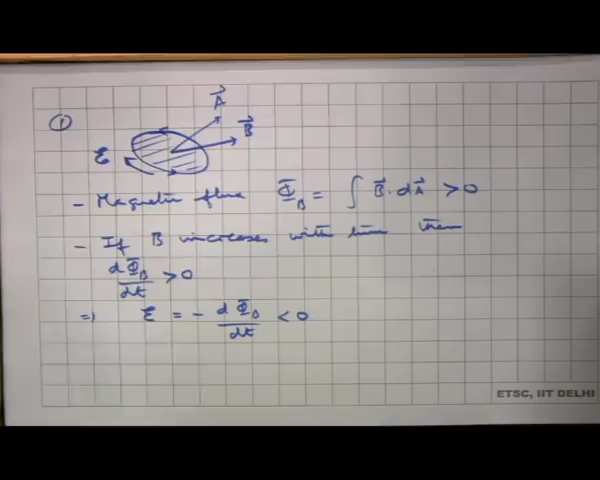 ①
A⃗
B⃗
ε
- Magnetic flux Φ_B = ∫ B⃗ · dA⃗ > 0
- If B increases with time then
dΦ_B/dt > 0
⇒ ε = - dΦ_B/dt < 0
ETSC, IIT DELHI